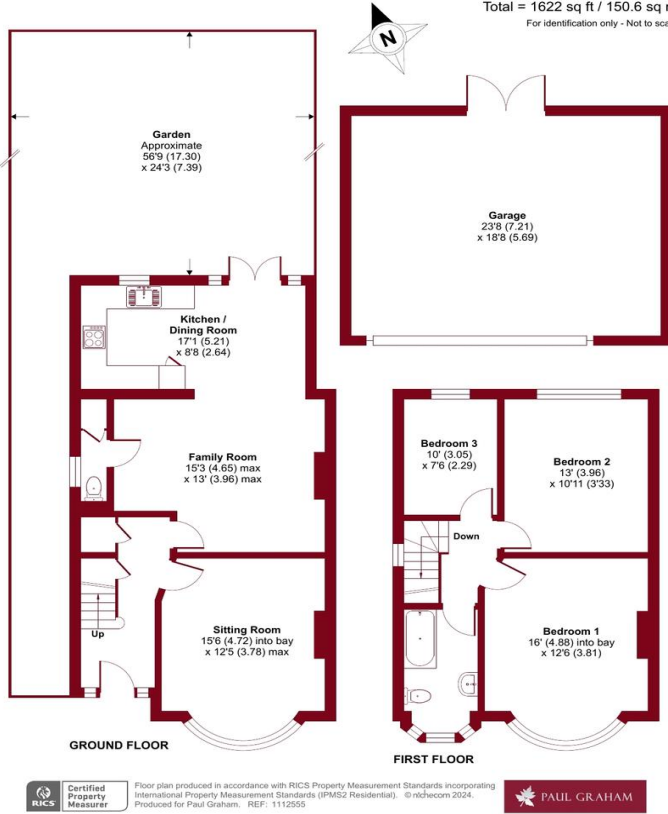 Total = 1622 sq ft / 150.6 sq
For identification only - Not to
N
Garden
Approximate
56'9 (17.30)
x 24'3 (7.39)
Garage
23'8 (7.21)
x 18'8 (5.69)
Kitchen /
Dining Room
17'1 (5.21)
x 8'8 (2.64)
Family Room
15'3 (4.65) max
x 13' (3.96) max
Bedroom 3
10' (3.05)
x 7'6 (2.29)
Bedroom 2
13' (3.96)
x 10'11 (3'33)
Down
Up
Sitting Room
15'6 (4.72) into bay
x 12'5 (3.78) max
Bedroom 1
16' (4.88) into bay
x 12'6 (3.81)
GROUND FLOOR
FIRST FLOOR
RICS
Certified
Property
Measurer
Floor plan produced in accordance with RICS Property Measurement Standards incorporating
International Property Measurement Standards (IPMS2 Residential). © nichecom 2024.
Produced for Paul Graham. REF: 1112555
PAUL GRAHAM